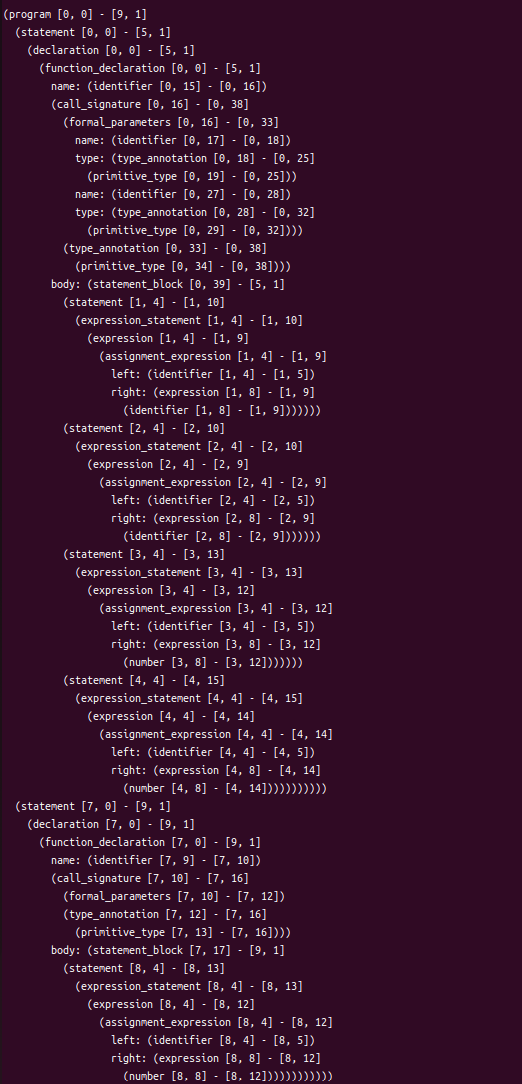 (program [0, 0] - [9, 1]
  (statement [0, 0] - [5, 1]
    (declaration [0, 0] - [5, 1]
      (function_declaration [0, 0] - [5, 1]
        name: (identifier [0, 15] - [0, 16])
        (call_signature [0, 16] - [0, 38]
          (formal_parameters [0, 16] - [0, 33]
            name: (identifier [0, 17] - [0, 18])
            type: (type_annotation [0, 18] - [0, 25]
              (primitive_type [0, 19] - [0, 25]))
            name: (identifier [0, 27] - [0, 28])
            type: (type_annotation [0, 28] - [0, 32]
              (primitive_type [0, 29] - [0, 32])))
          (type_annotation [0, 33] - [0, 38]
            (primitive_type [0, 34] - [0, 38])))
        body: (statement_block [0, 39] - [5, 1]
          (statement [1, 4] - [1, 10]
            (expression_statement [1, 4] - [1, 10]
              (expression [1, 4] - [1, 9]
                (assignment_expression [1, 4] - [1, 9]
                  left: (identifier [1, 4] - [1, 5])
                  right: (expression [1, 8] - [1, 9]
                    (identifier [1, 8] - [1, 9]))))))
          (statement [2, 4] - [2, 10]
            (expression_statement [2, 4] - [2, 10]
              (expression [2, 4] - [2, 9]
                (assignment_expression [2, 4] - [2, 9]
                  left: (identifier [2, 4] - [2, 5])
                  right: (expression [2, 8] - [2, 9]
                    (identifier [2, 8] - [2, 9]))))))
          (statement [3, 4] - [3, 13]
            (expression_statement [3, 4] - [3, 13]
              (expression [3, 4] - [3, 12]
                (assignment_expression [3, 4] - [3, 12]
                  left: (identifier [3, 4] - [3, 5])
                  right: (expression [3, 8] - [3, 12]
                    (number [3, 8] - [3, 12]))))))
          (statement [4, 4] - [4, 15]
            (expression_statement [4, 4] - [4, 15]
              (expression [4, 4] - [4, 14]
                (assignment_expression [4, 4] - [4, 14]
                  left: (identifier [4, 4] - [4, 5])
                  right: (expression [4, 8] - [4, 14]
                    (number [4, 8] - [4, 14]))))))))))
  (statement [7, 0] - [9, 1]
    (declaration [7, 0] - [9, 1]
      (function_declaration [7, 0] - [9, 1]
        name: (identifier [7, 9] - [7, 10])
        (call_signature [7, 10] - [7, 16]
          (formal_parameters [7, 10] - [7, 12])
          (type_annotation [7, 12] - [7, 16]
            (primitive_type [7, 13] - [7, 16])))
        body: (statement_block [7, 17] - [9, 1]
          (statement [8, 4] - [8, 13]
            (expression_statement [8, 4] - [8, 13]
              (expression [8, 4] - [8, 12]
                (assignment_expression [8, 4] - [8, 12]
                  left: (identifier [8, 4] - [8, 5])
                  right: (expression [8, 8] - [8, 12]
                    (number [8, 8] - [8, 12])))))))))))